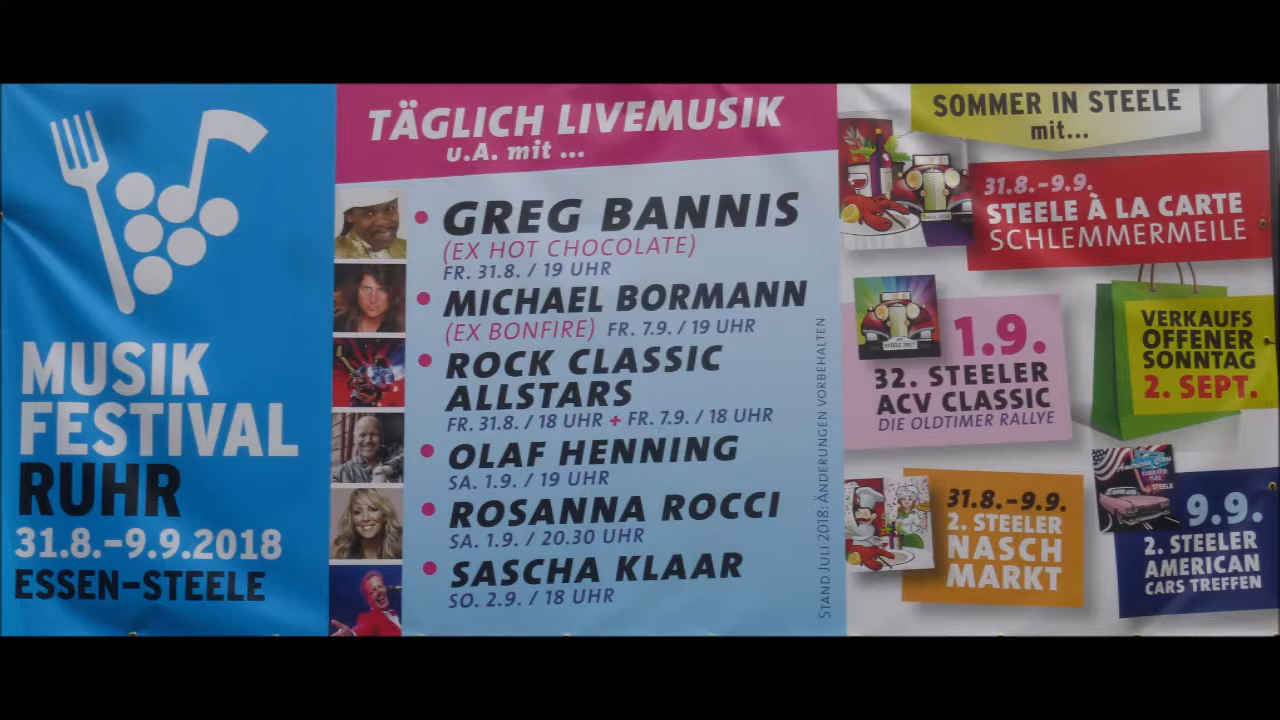 MUSIK
FESTIVAL
RUHR
31.8.-9.9.2018
ESSEN-STEELE
TÄGLICH LIVEMUSIK
u.A. mit ...
• GREG BANNIS
(EX HOT CHOCOLATE)
FR. 31.8. / 19 UHR
• MICHAEL BORMANN
(EX BONFIRE) FR. 7.9. / 19 UHR
• ROCK CLASSIC
ALLSTARS
FR. 31.8. / 18 UHR + FR. 7.9. / 18 UHR
• OLAF HENNING
SA. 1.9. / 19 UHR
• ROSANNA ROCCI
SA. 1.9. / 20.30 UHR
• SASCHA KLAAR
SO. 2.9. / 18 UHR
STAND JULI 2018: ÄNDERUNGEN VORBEHALTEN
SOMMER IN STEELE
mit...
31.8.-9.9.
STEELE À LA CARTE
SCHLEMMERMEILE
1.9.
32. STEELER
ACV CLASSIC
DIE OLDTIMER RALLYE
VERKAUFS
OFFENER
SONNTAG
2. SEPT.
31.8.-9.9.
2. STEELER
NASCH
MARKT
9.9.
2. STEELER
AMERICAN
CARS TREFFEN